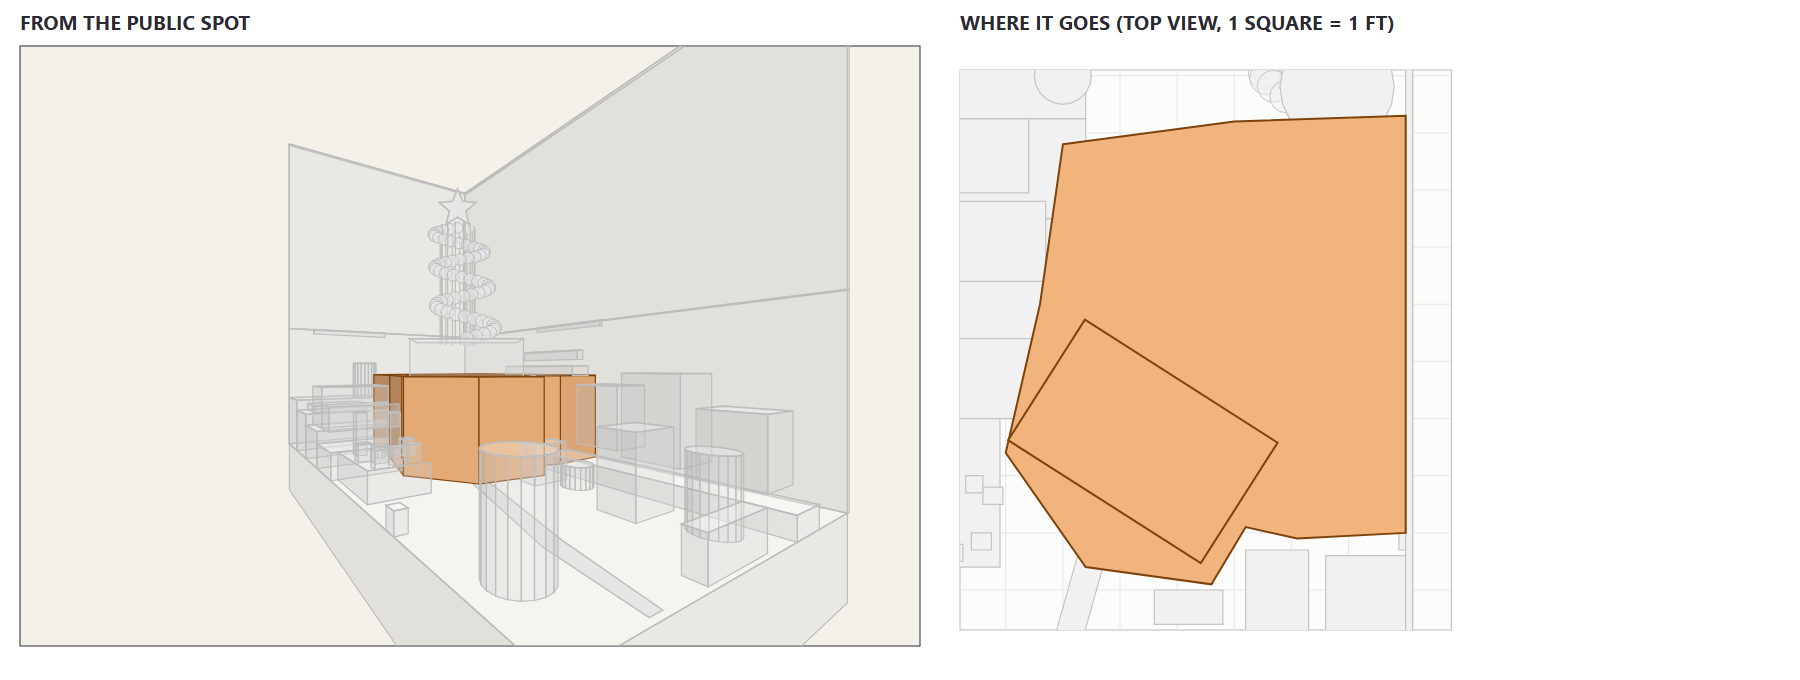 FROM THE PUBLIC SPOT
WHERE IT GOES (TOP VIEW, 1 SQUARE = 1 FT)